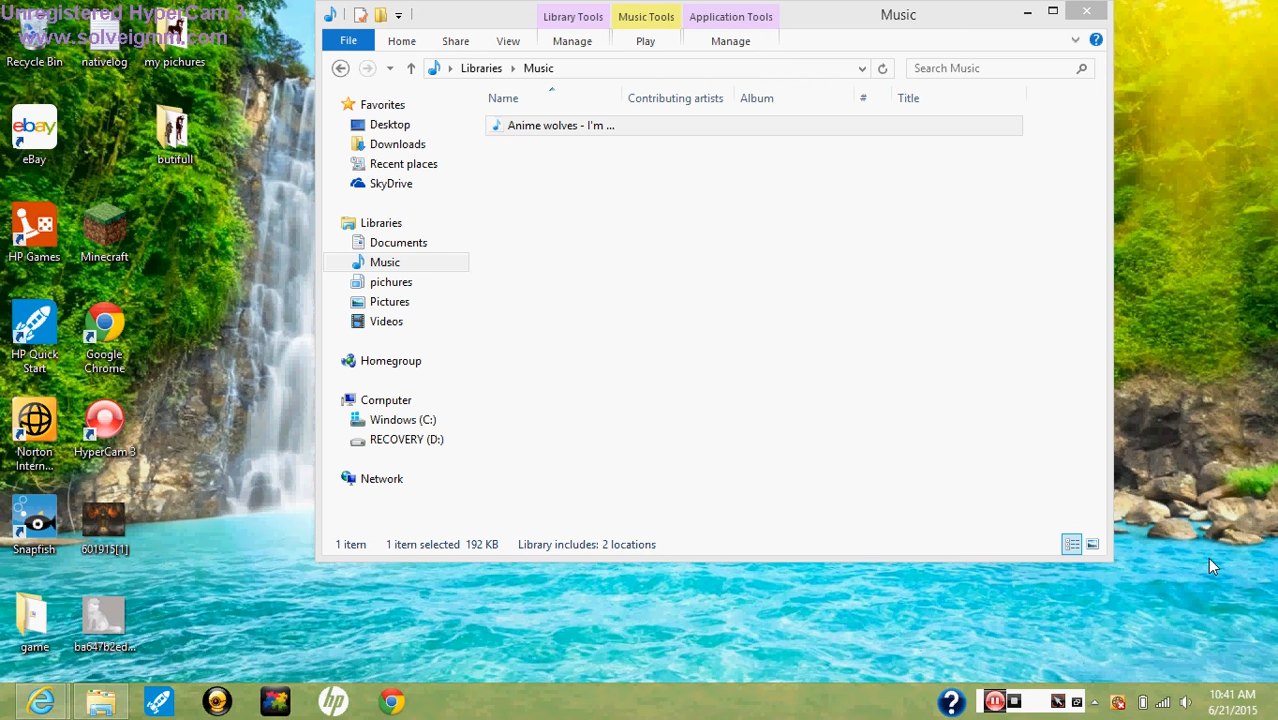 Unregistered HyperCam 3
www.solveigmm.com
Recycle Bin
nativelog
my pichures
eBay
butifull
HP Games
Minecraft
HP Quick
Start
Google
Chrome
Norton
Intern...
HyperCam 3
Snapfish
601915[1]
game
ba647b2ed...
Library Tools
Music Tools
Application Tools
Music
File
Home
Share
View
Manage
Play
Manage
Libraries
Music
Search Music
Name
Contributing artists
Album
#
Title
Anime wolves - I'm ...
Favorites
Desktop
Downloads
Recent places
SkyDrive
Libraries
Documents
Music
pichures
Pictures
Videos
Homegroup
Computer
Windows (C:)
RECOVERY (D:)
Network
1 item
1 item selected 192 KB
Library includes: 2 locations
10:41 AM
6/21/2015